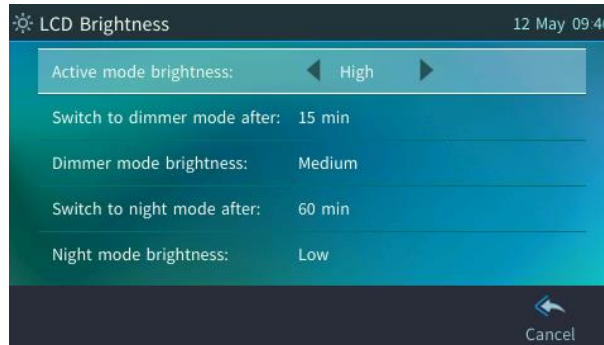 LCD Brightness 12 May 09:40
Active mode brightness: High
Switch to dimmer mode after: 15 min
Dimmer mode brightness: Medium
Switch to night mode after: 60 min
Night mode brightness: Low
Cancel